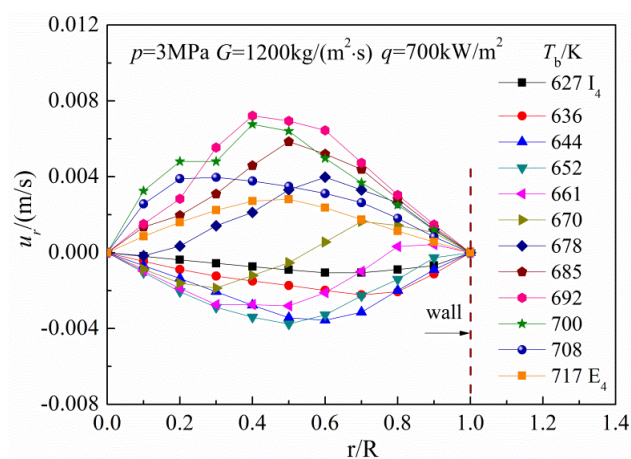 0.012
p=3MPa G=1200kg/(m²·s) q=700kW/m²
T_b/K
0.008
627 I₄
636
644
0.004
652
661
670
0.000
678
685
692
-0.004
wall
700
708
717 E₄
-0.008
0.0 0.2 0.4 0.6 0.8 1.0 1.2 1.4
r/R
u_r/(m/s)